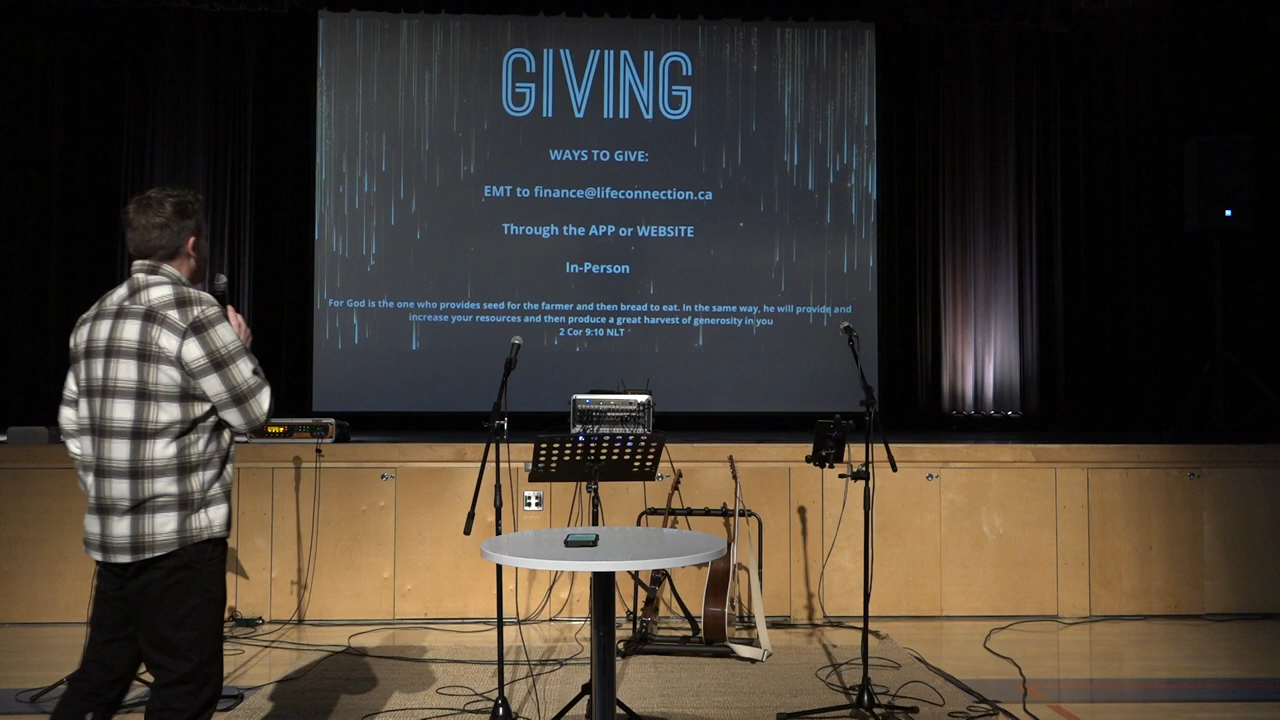 GIVING
WAYS TO GIVE:
EMT to finance@lifeconnection.ca
Through the APP or WEBSITE
In-Person
For God is the one who provides seed for the farmer and then bread to eat. In the same way, he will provide and
increase your resources and then produce a great harvest of generosity in you
2 Cor 9:10 NLT